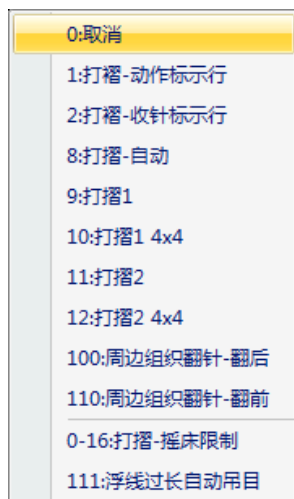 0:取消
1:打褶-动作标示行
2:打褶-收针标示行
8:打褶-自动
9:打摺1
10:打摺1 4x4
11:打摺2
12:打摺2 4x4
100:周边组织翻针-翻后
110:周边组织翻针-翻前
0-16:打摺-摇床限制
111:浮线过长自动吊目